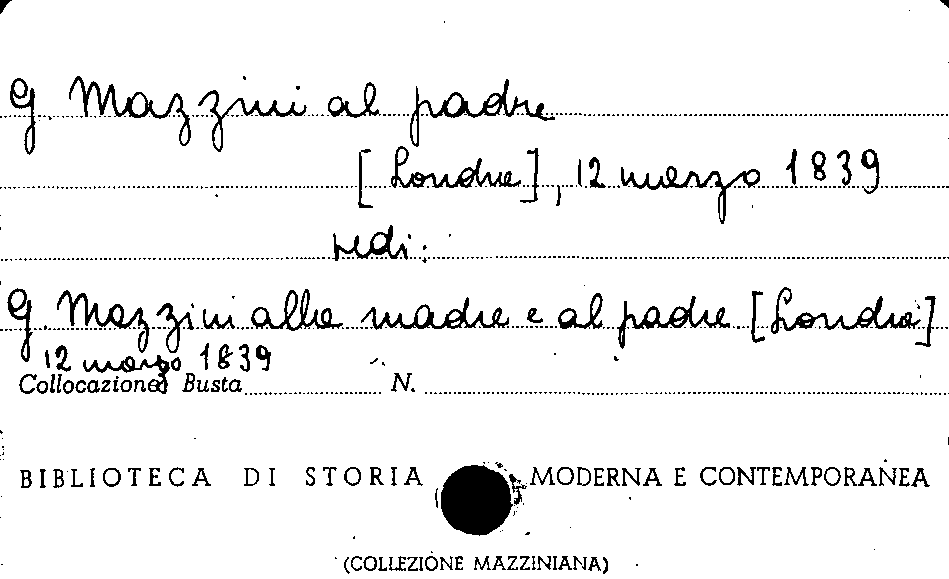 G. Mazzini al padre
[Londra], 12 marzo 1839
vedi:
G. Mazzini alla madre e al padre [Londra]
12 marzo 1839
Collocazione Busta N.
BIBLIOTECA DI STORIA MODERNA E CONTEMPORANEA
(COLLEZIONE MAZZINIANA)